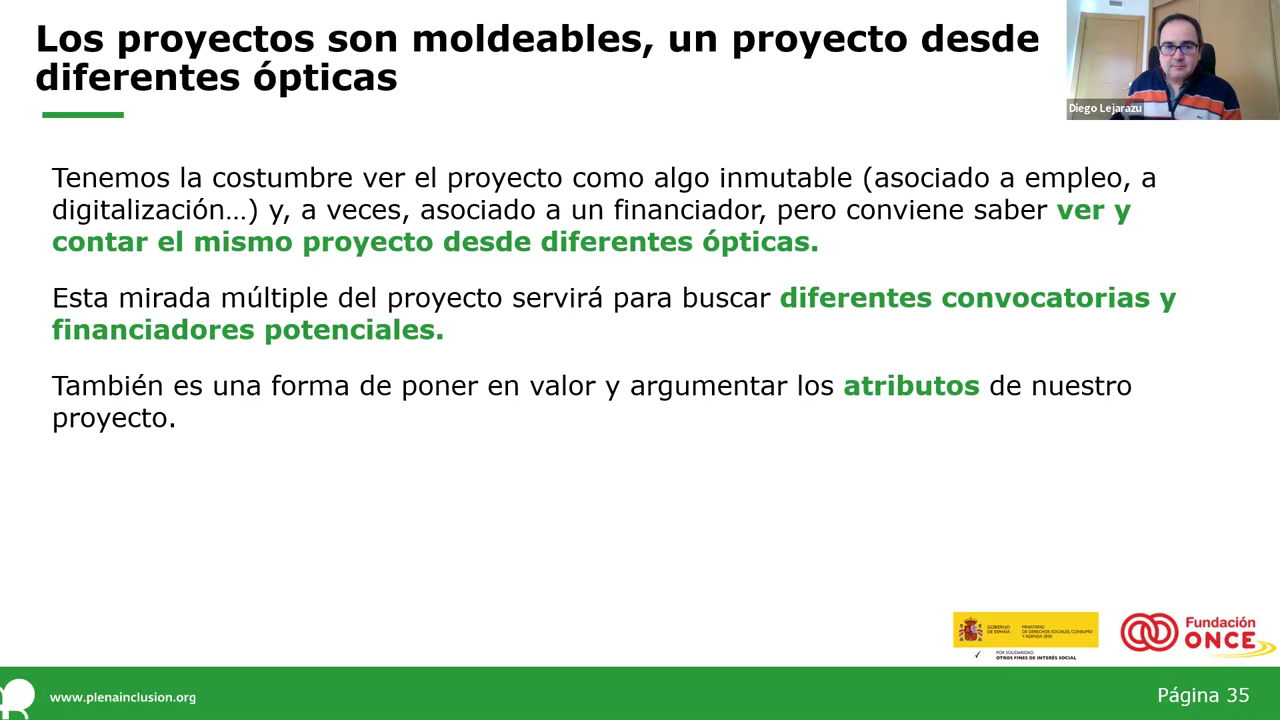 Los proyectos son moldeables, un proyecto desde
diferentes ópticas
Diego Lejarazu
Tenemos la costumbre ver el proyecto como algo inmutable (asociado a empleo, a
digitalización…) y, a veces, asociado a un financiador, pero conviene saber ver y
contar el mismo proyecto desde diferentes ópticas.
Esta mirada múltiple del proyecto servirá para buscar diferentes convocatorias y
financiadores potenciales.
También es una forma de poner en valor y argumentar los atributos de nuestro
proyecto.
GOBIERNO
DE ESPAÑA
MINISTERIO
DE DERECHOS SOCIALES, CONSUMO
Y AGENDA 2030
POR SOLIDARIDAD
OTROS FINES DE INTERÉS SOCIAL
Fundación
ONCE
www.plenainclusion.org
Página 35